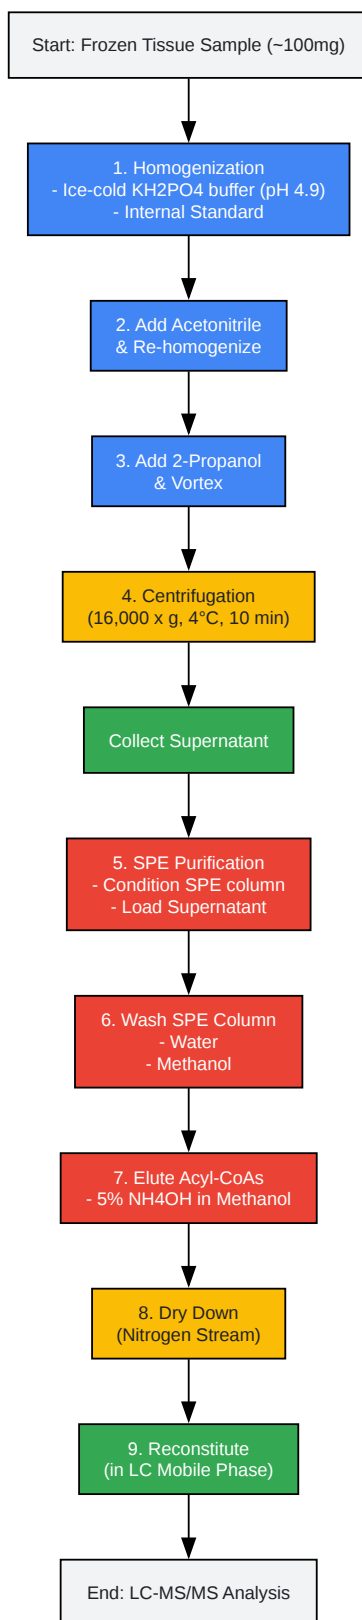 Start: Frozen Tissue Sample (~100mg)
1. Homogenization
- Ice-cold KH2PO4 buffer (pH 4.9)
- Internal Standard
2. Add Acetonitrile
& Re-homogenize
3. Add 2-Propanol
& Vortex
4. Centrifugation
(16,000 x g, 4°C, 10 min)
Collect Supernatant
5. SPE Purification
- Condition SPE column
- Load Supernatant
6. Wash SPE Column
- Water
- Methanol
7. Elute Acyl-CoAs
- 5% NH4OH in Methanol
8. Dry Down
(Nitrogen Stream)
9. Reconstitute
(in LC Mobile Phase)
End: LC-MS/MS Analysis